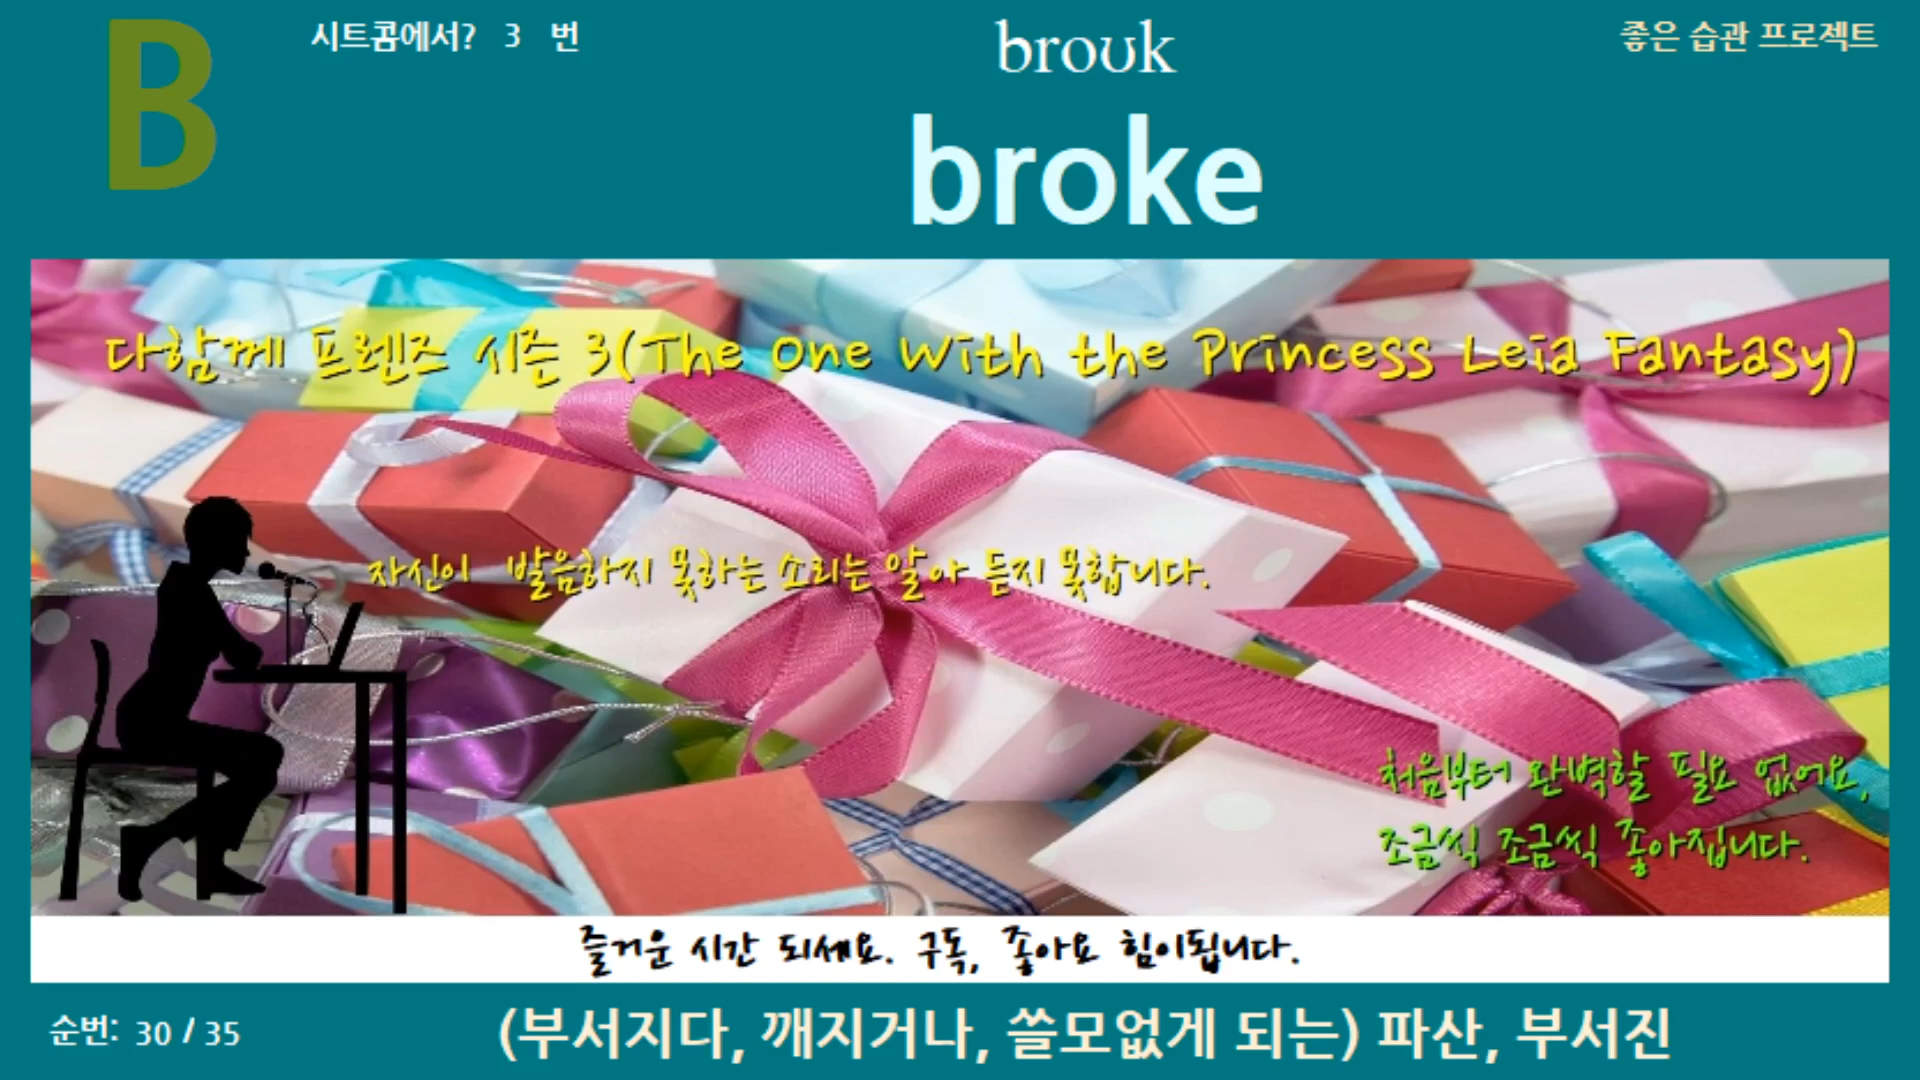 B
시트콤에서? 3 번
broʊk
좋은 습관 프로젝트
broke
다함께 프렌즈 시즌 3(The One With the Princess Leia Fantasy)
자신이 발음하지 못하는 소리는 알아 듣지 못합니다.
처음부터 완벽할 필요 없어요,
조금씩 조금씩 좋아집니다.
즐거운 시간 되세요. 구독, 좋아요 힘이됩니다.
순번: 30 / 35
(부서지다, 깨지거나, 쓸모없게 되는) 파산, 부서진